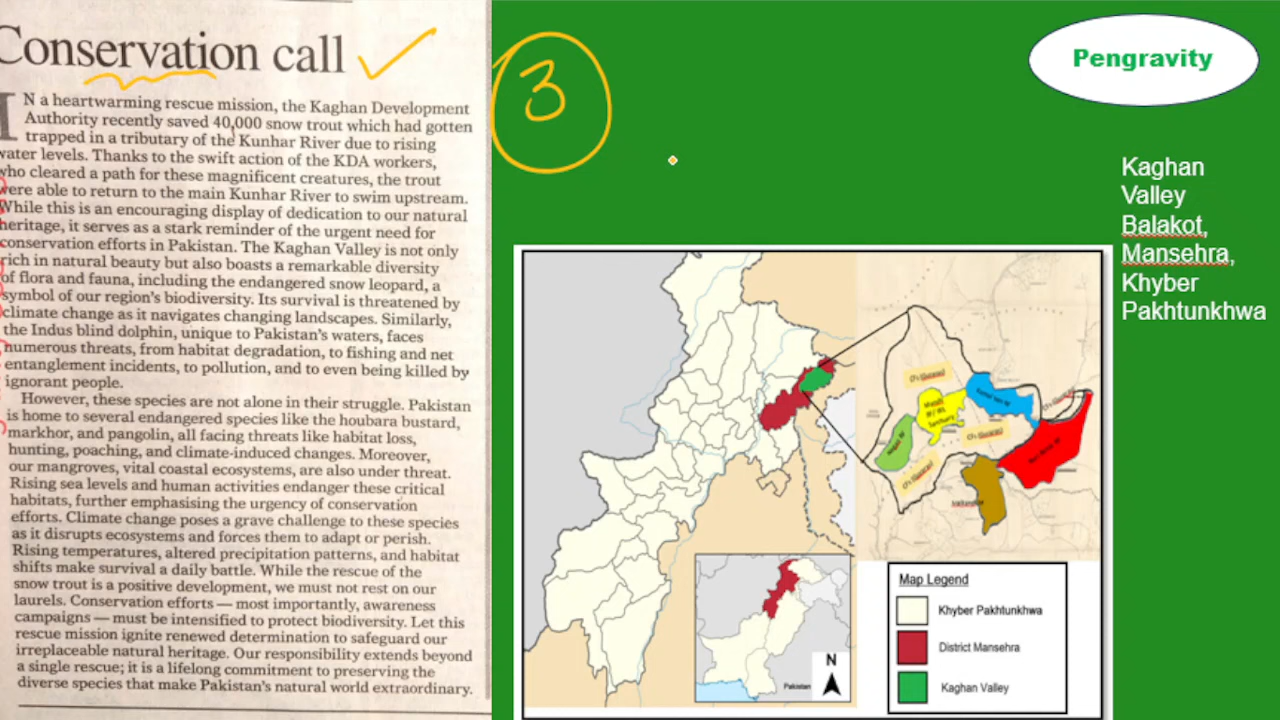 Conservation call
IN a heartwarming rescue mission, the Kaghan Development
Authority recently saved 40,000 snow trout which had gotten
trapped in a tributary of the Kunhar River due to rising
water levels. Thanks to the swift action of the KDA workers,
who cleared a path for these magnificent creatures, the trout
were able to return to the main Kunhar River to swim upstream.
While this is an encouraging display of dedication to our natural
heritage, it serves as a stark reminder of the urgent need for
conservation efforts in Pakistan. The Kaghan Valley is not only
rich in natural beauty but also boasts a remarkable diversity
of flora and fauna, including the endangered snow leopard, a
symbol of our region's biodiversity. Its survival is threatened by
climate change as it navigates changing landscapes. Similarly,
the Indus blind dolphin, unique to Pakistan's waters, faces
numerous threats, from habitat degradation, to fishing and net
entanglement incidents, to pollution, and to even being killed by
ignorant people.
However, these species are not alone in their struggle. Pakistan
is home to several endangered species like the houbara bustard,
markhor, and pangolin, all facing threats like habitat loss,
hunting, poaching, and climate-induced changes. Moreover,
our mangroves, vital coastal ecosystems, are also under threat.
Rising sea levels and human activities endanger these critical
habitats, further emphasising the urgency of conservation
efforts. Climate change poses a grave challenge to these species
as it disrupts ecosystems and forces them to adapt or perish.
Rising temperatures, altered precipitation patterns, and habitat
shifts make survival a daily battle. While the rescue of the
snow trout is a positive development, we must not rest on our
laurels. Conservation efforts — most importantly, awareness
campaigns — must be intensified to protect biodiversity. Let this
rescue mission ignite renewed determination to safeguard our
irreplaceable natural heritage. Our responsibility extends beyond
a single rescue; it is a lifelong commitment to preserving the
diverse species that make Pakistan's natural world extraordinary.
3
Pengravity
Kaghan
Valley
Balakot,
Mansehra,
Khyber
Pakhtunkhwa
Pakistan
N
Map Legend
Khyber Pakhtunkhwa
District Mansehra
Kaghan Valley